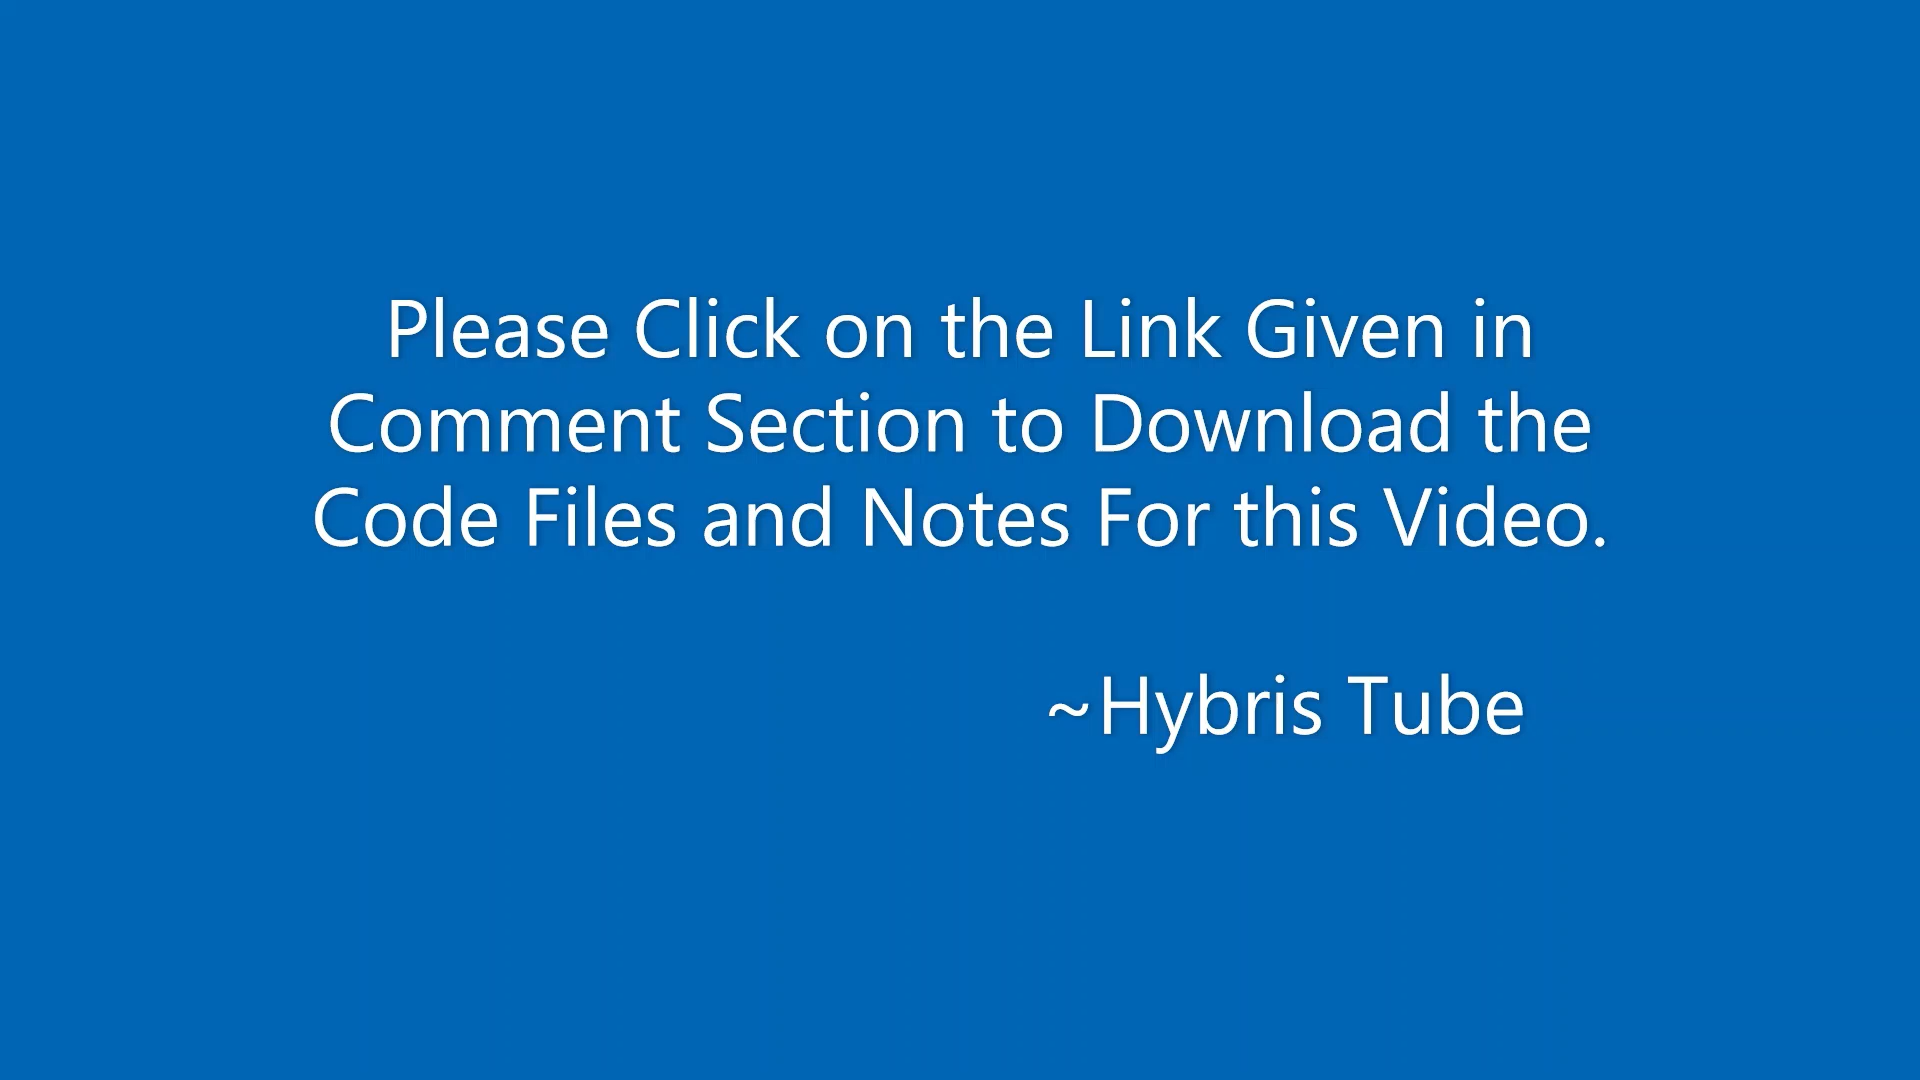 Please Click on the Link Given in
Comment Section to Download the
Code Files and Notes For this Video.
~Hybris Tube